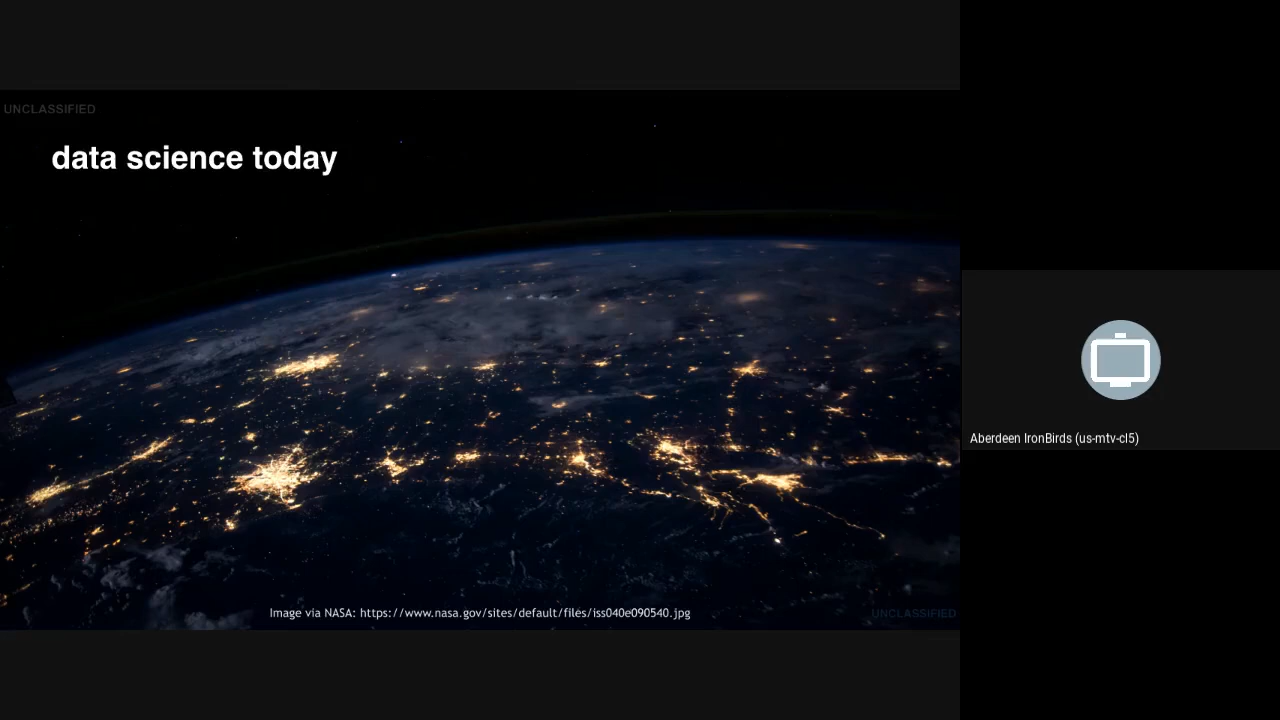 UNCLASSIFIED
data science today
Image via NASA: https://www.nasa.gov/sites/default/files/iss040e090540.jpg
UNCLASSIFIED
Aberdeen IronBirds (us-mtv-cl5)